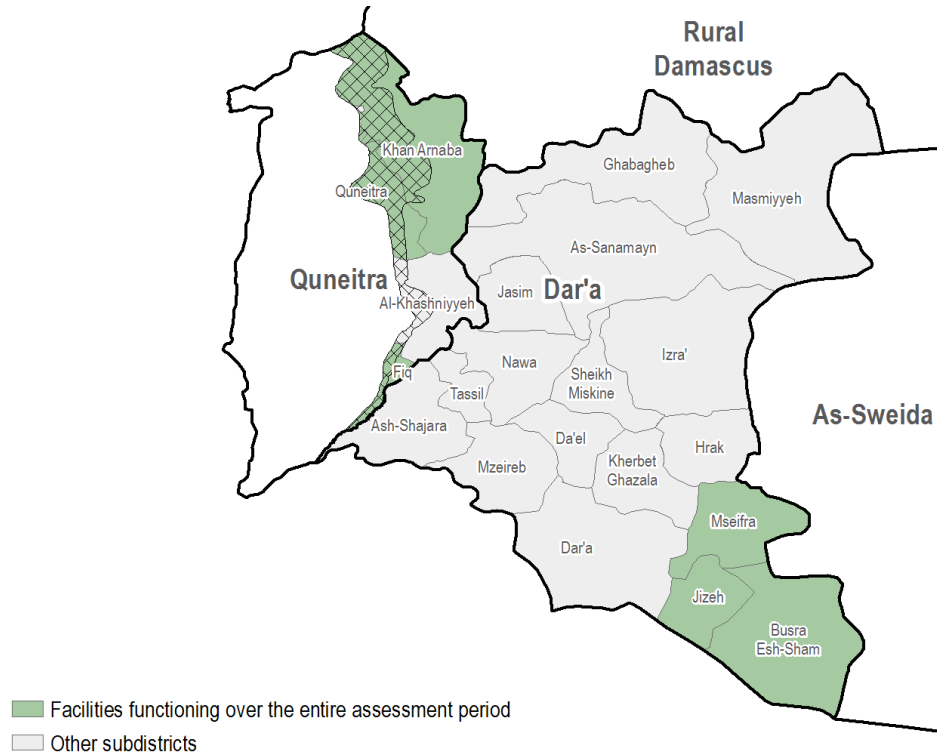 Rural
Damascus
Khan Arnaba
Ghabagheb
Quneitra
Masmiyyeh
As-Sanamayn
Quneitra
Al-Khashniyyeh
Jasim
Dar'a
Izra'
Nawa
Fiq
Sheikh
Miskine
Tassil
As-Sweida
Ash-Shajara
Da'el
Hrak
Mzeireb
Kherbet
Ghazala
Mseifra
Dar'a
Jizeh
Busra
Esh-Sham
Facilities functioning over the entire assessment period
Other subdistricts